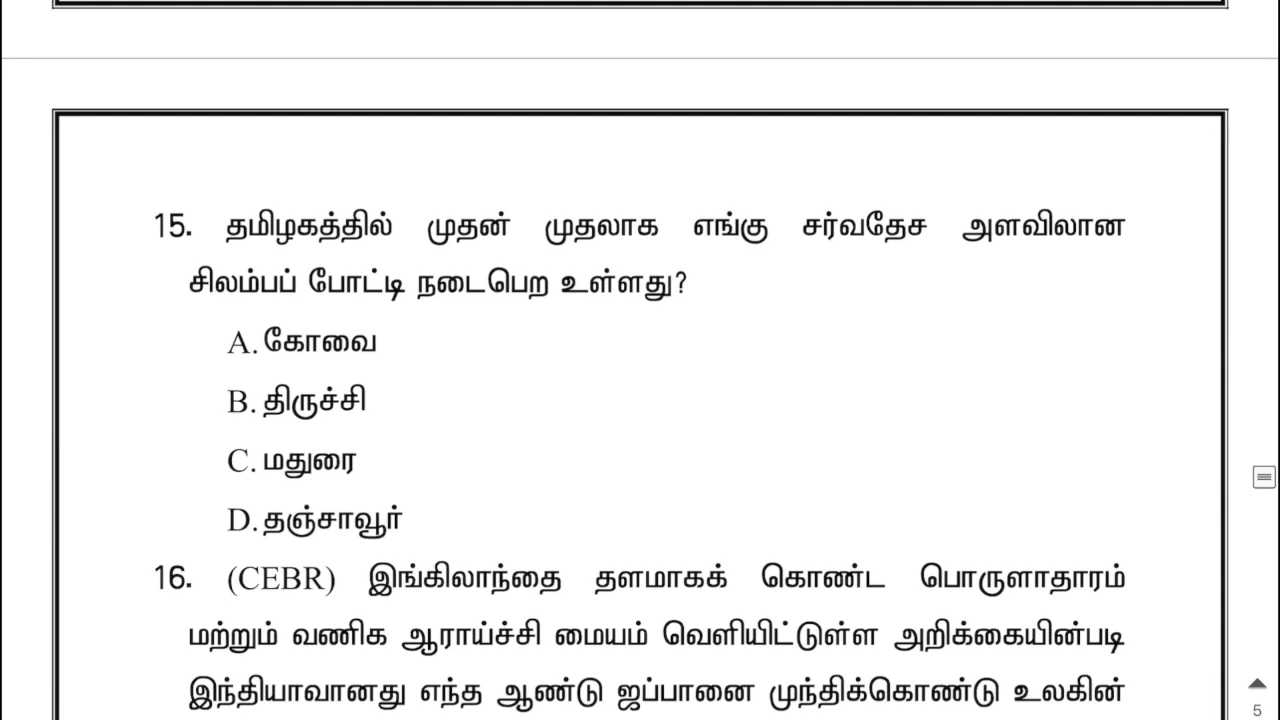 15. தமிழகத்தில் முதன் முதலாக எங்கு சர்வதேச அளவிலான
சிலம்பப் போட்டி நடைபெற உள்ளது?
A. கோவை
B. திருச்சி
C. மதுரை
D. தஞ்சாவூர்
16. (CEBR) இங்கிலாந்தை தளமாகக் கொண்ட பொருளாதாரம்
மற்றும் வணிக ஆராய்ச்சி மையம் வெளியிட்டுள்ள அறிக்கையின்படி
இந்தியாவானது எந்த ஆண்டு ஜப்பானை முந்திக்கொண்டு உலகின்
5